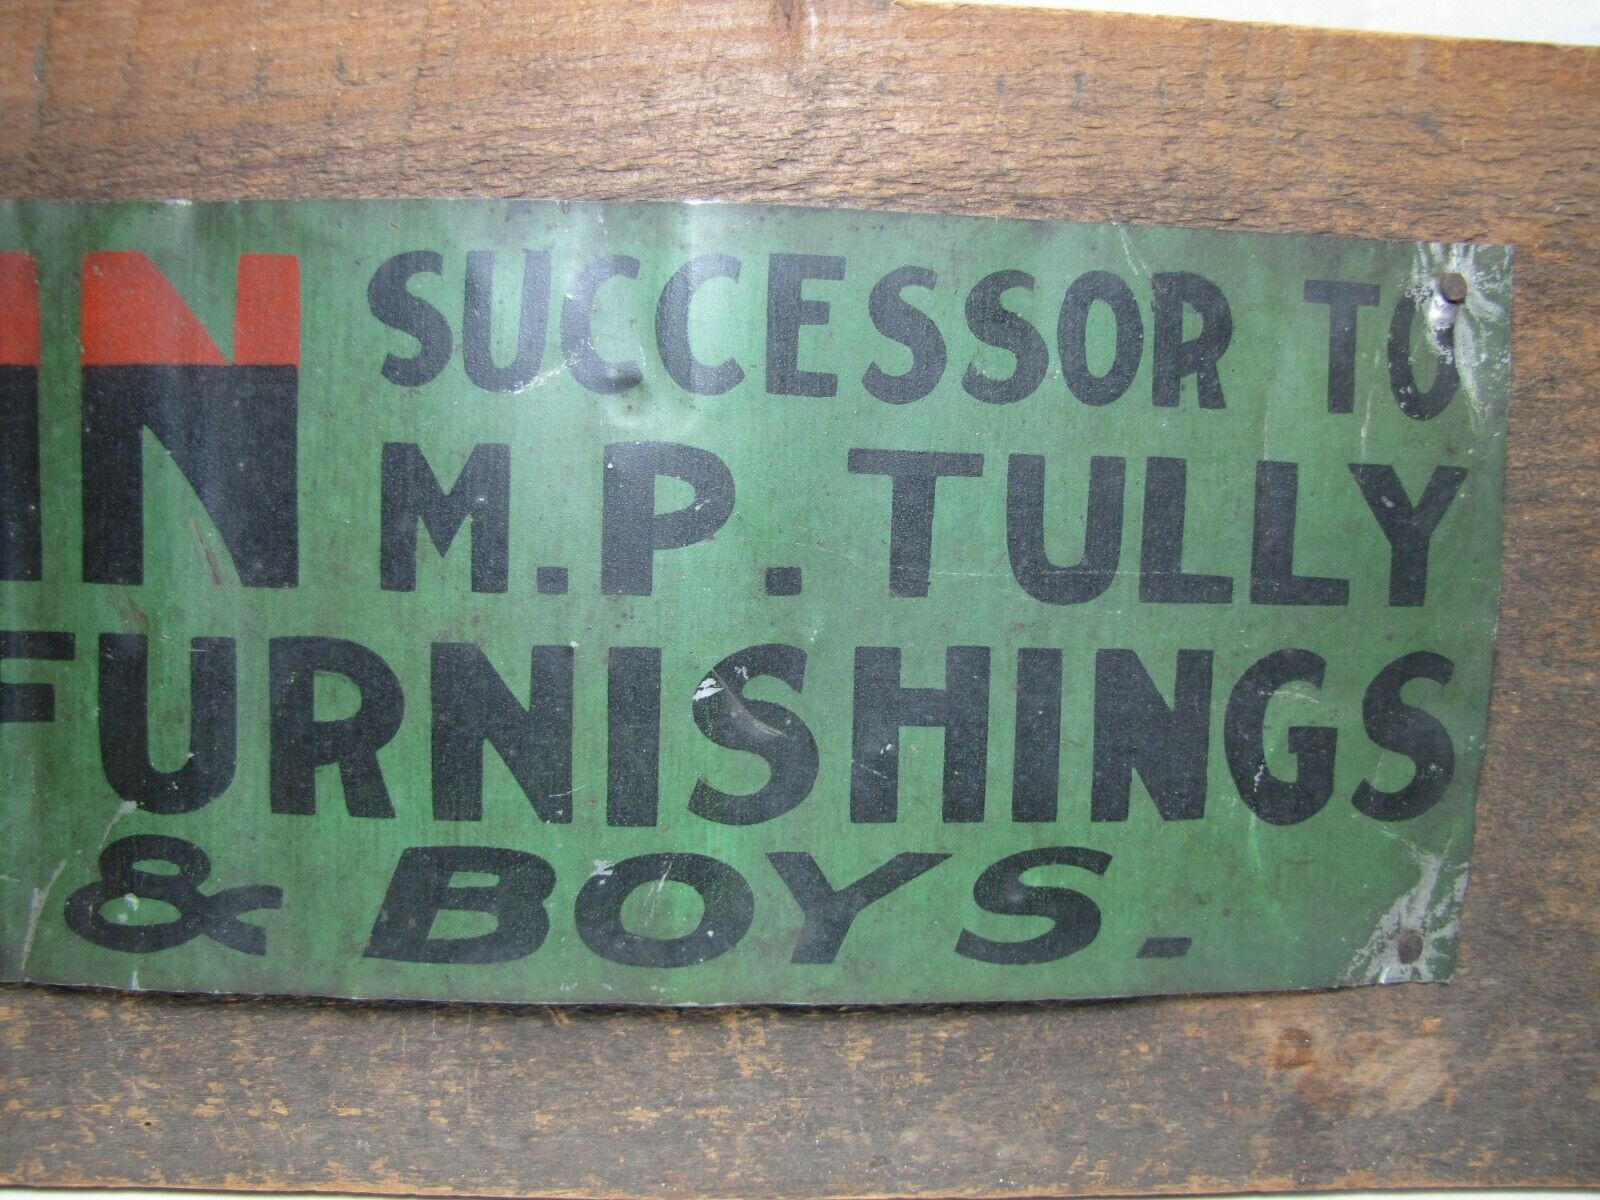 SUCCESSOR TO
M.P. TULLY
FURNISHINGS
& BOYS.